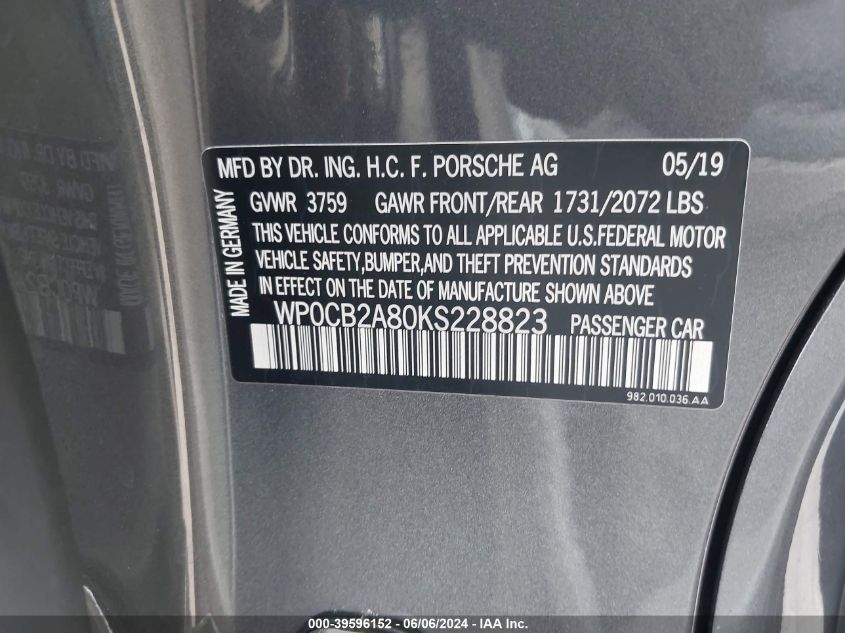 MFD BY DR. ING. H.C. F. PORSCHE AG 05/19
GVWR 3759 GAWR FRONT/REAR 1731/2072 LBS
THIS VEHICLE CONFORMS TO ALL APPLICABLE U.S.FEDERAL MOTOR
VEHICLE SAFETY,BUMPER,AND THEFT PREVENTION STANDARDS
IN EFFECT ON THE DATE OF MANUFACTURE SHOWN ABOVE
MADE IN GERMANY
WP0CB2A80KS228823 PASSENGER CAR
982.010.036.AA
000-39596152 - 06/06/2024 - IAA Inc.